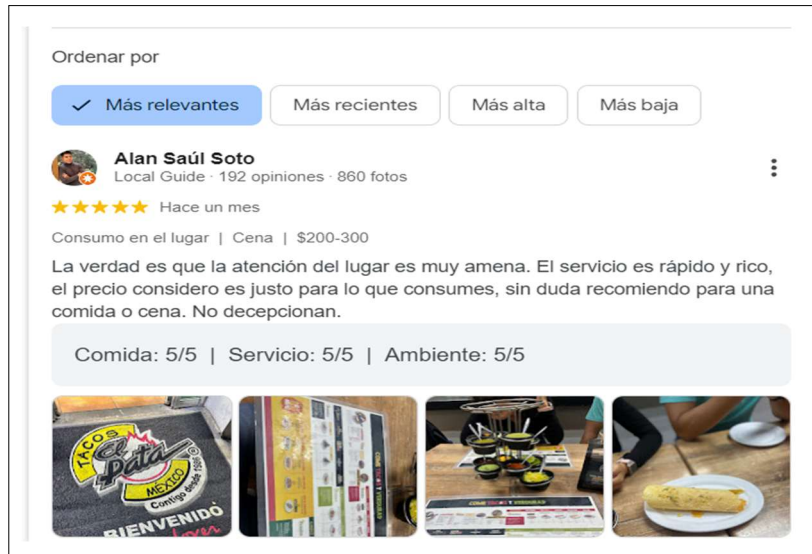 Ordenar por
Más relevantes
Más recientes
Más alta
Más baja
Alan Saúl Soto
Local Guide · 192 opiniones · 860 fotos
Hace un mes
Consumo en el lugar | Cena | $200-300
La verdad es que la atención del lugar es muy amena. El servicio es rápido y rico,
el precio considero es justo para lo que consumes, sin duda recomiendo para una
comida o cena. No decepcionan.
Comida: 5/5 | Servicio: 5/5 | Ambiente: 5/5
TACOS
El Pata
MÉXICO
Contigo desde
BIENVENIDO